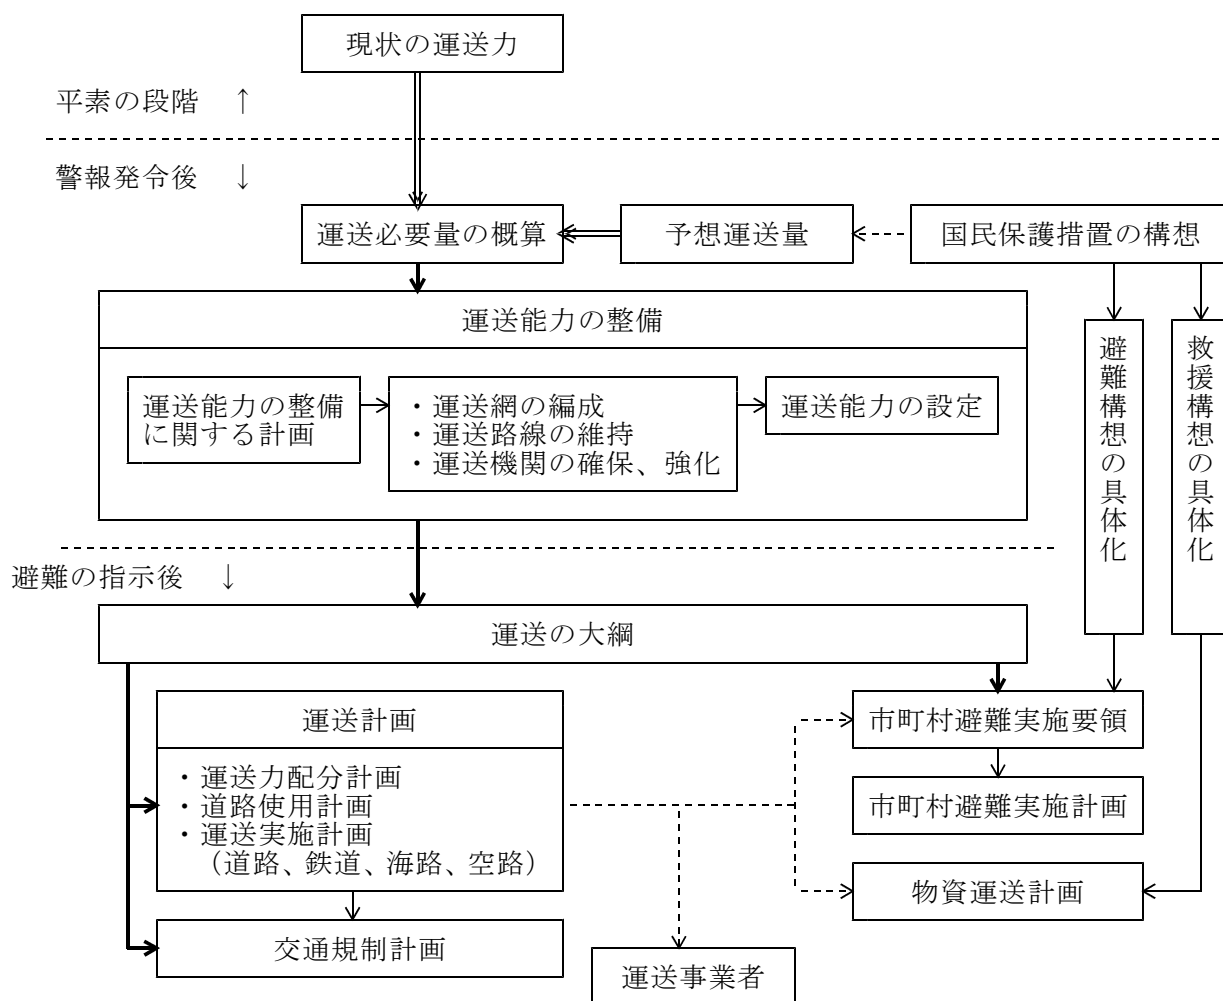 現状の運送力
平素の段階　↑
警報発令後　↓
運送必要量の概算
予想運送量
国民保護措置の構想
運送能力の整備
運送能力の整備
に関する計画
・運送網の編成
・運送路線の維持
・運送機関の確保、強化
運送能力の設定
避難構想の具体化
救援構想の具体化
避難の指示後　↓
運送の大綱
運送計画
・運送力配分計画
・道路使用計画
・運送実施計画
（道路、鉄道、海路、空路）
市町村避難実施要領
市町村避難実施計画
物資運送計画
交通規制計画
運送事業者